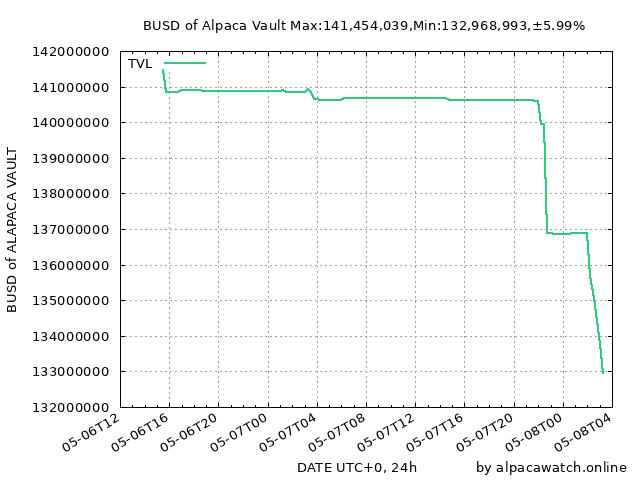 BUSD of Alpaca Vault Max:141,454,039,Min:132,968,993,±5.99%
142000000
TVL
141000000
140000000
139000000
138000000
137000000
136000000
135000000
134000000
133000000
132000000
BUSD of ALAPACA VAULT
05-06T12
05-06T16
05-06T20
05-07T00
05-07T04
05-07T08
05-07T12
05-07T16
05-07T20
05-08T00
05-08T04
DATE UTC+0, 24h
by alpacawatch.online